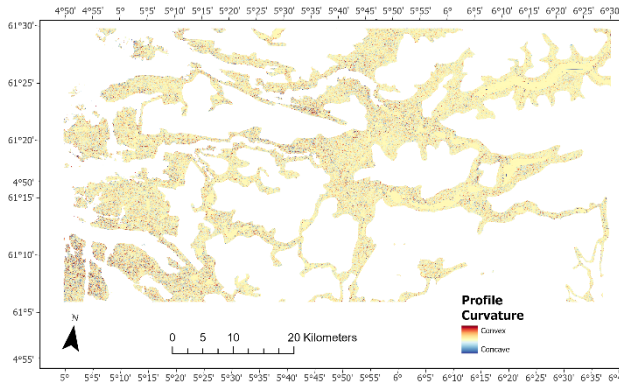 4°50' 4°55' 5° 5°5' 5°10' 5°15' 5°20' 5°25' 5°30' 5°35' 5°40' 5°45' 5°50' 5°55' 6° 6°5' 6°10' 6°15' 6°20' 6°25' 6°30'
61°30'
61°25'
61°20'
4°50'
61°15'
61°10'
61°5'
4°55'
N
0 5 10 20 Kilometers
Profile
Curvature
Convex
Concave
5° 5°5' 5°10' 5°15' 5°20' 5°25' 5°30' 5°35' 5°40' 5°45' 5°50' 5°55' 6° 6°5' 6°10' 6°15' 6°20' 6°25' 6°30' 6°35' 6°38'